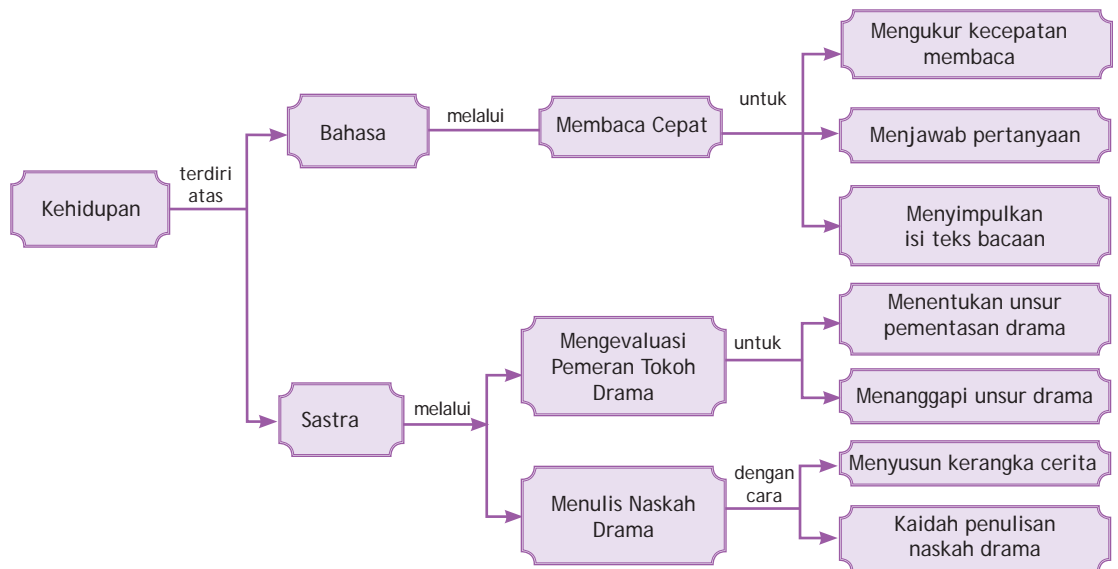 Kehidupan
terdiri
atas
Bahasa
melalui
Membaca Cepat
untuk
Mengukur kecepatan
membaca
Menjawab pertanyaan
Menyimpulkan
isi teks bacaan
Sastra
melalui
Mengevaluasi
Pemeran Tokoh
Drama
untuk
Menentukan unsur
pementasan drama
Menanggapi unsur drama
Menulis Naskah
Drama
dengan
cara
Menyusun kerangka cerita
Kaidah penulisan
naskah drama